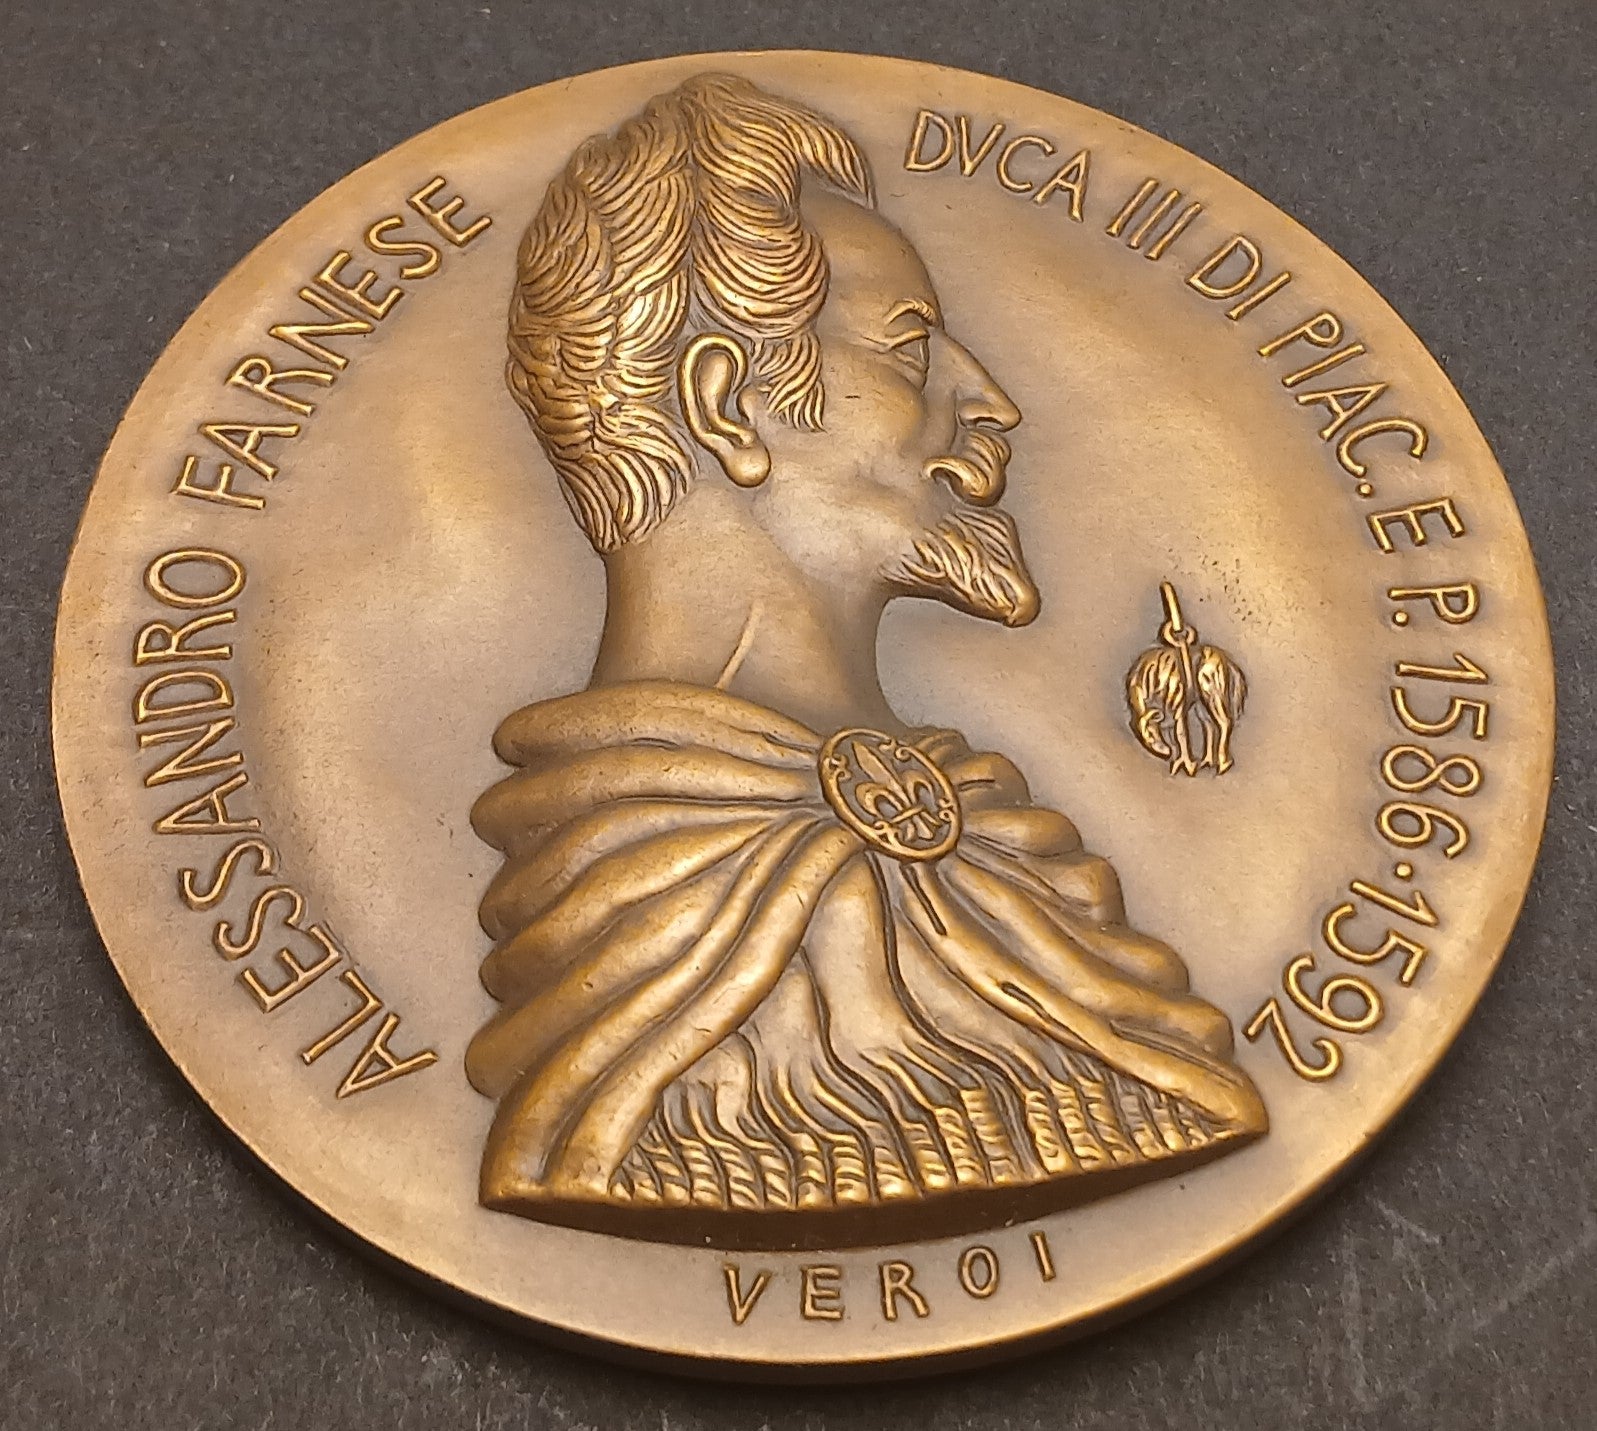 ALESSANDRO FARNESE
DVCA III DI PIAC. E P. 1586·1592
VEROI